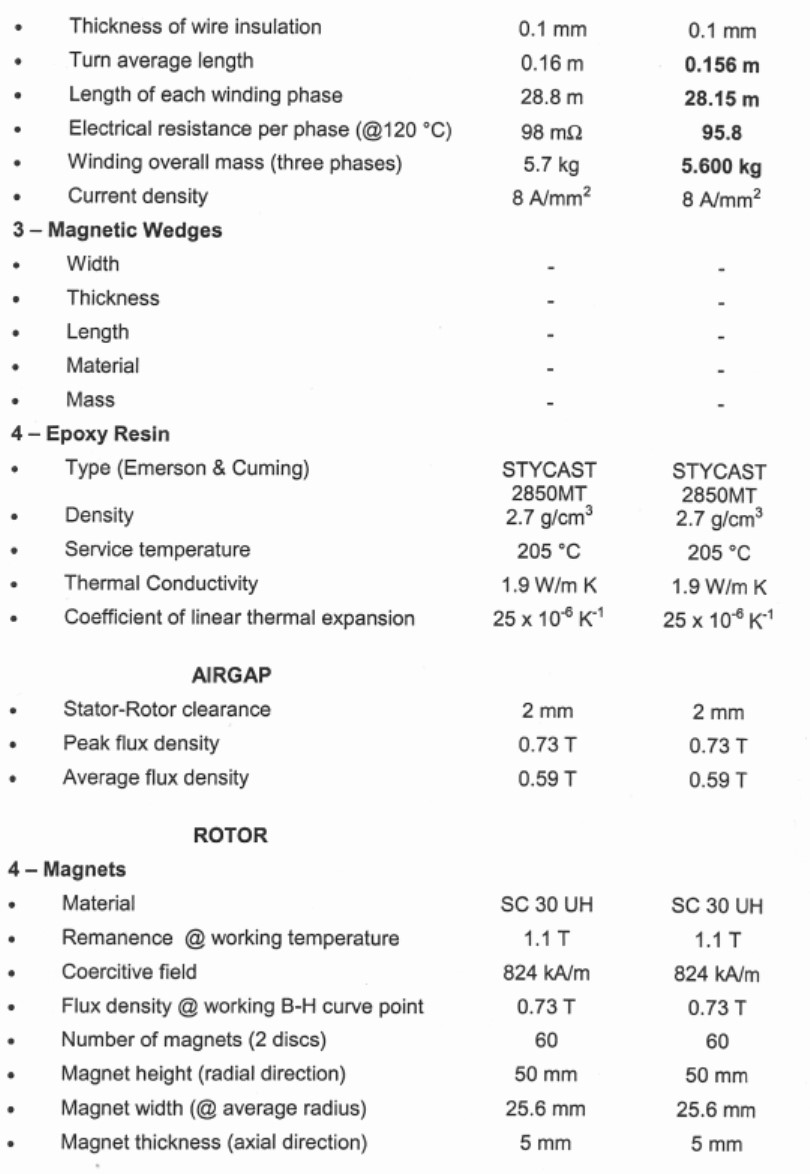 • Thickness of wire insulation 0.1 mm 0.1 mm
• Turn average length 0.16 m 0.156 m
• Length of each winding phase 28.8 m 28.15 m
• Electrical resistance per phase (@120 °C) 98 mΩ 95.8
• Winding overall mass (three phases) 5.7 kg 5.600 kg
• Current density 8 A/mm² 8 A/mm²
3 – Magnetic Wedges
• Width - -
• Thickness - -
• Length - -
• Material - -
• Mass - -
4 – Epoxy Resin
• Type (Emerson & Cuming) STYCAST STYCAST
2850MT 2850MT
• Density 2.7 g/cm³ 2.7 g/cm³
• Service temperature 205 °C 205 °C
• Thermal Conductivity 1.9 W/m K 1.9 W/m K
• Coefficient of linear thermal expansion 25 x 10⁻⁶ K⁻¹ 25 x 10⁻⁶ K⁻¹
AIRGAP
• Stator-Rotor clearance 2 mm 2 mm
• Peak flux density 0.73 T 0.73 T
• Average flux density 0.59 T 0.59 T
ROTOR
4 – Magnets
• Material SC 30 UH SC 30 UH
• Remanence @ working temperature 1.1 T 1.1 T
• Coercitive field 824 kA/m 824 kA/m
• Flux density @ working B-H curve point 0.73 T 0.73 T
• Number of magnets (2 discs) 60 60
• Magnet height (radial direction) 50 mm 50 mm
• Magnet width (@ average radius) 25.6 mm 25.6 mm
• Magnet thickness (axial direction) 5 mm 5 mm